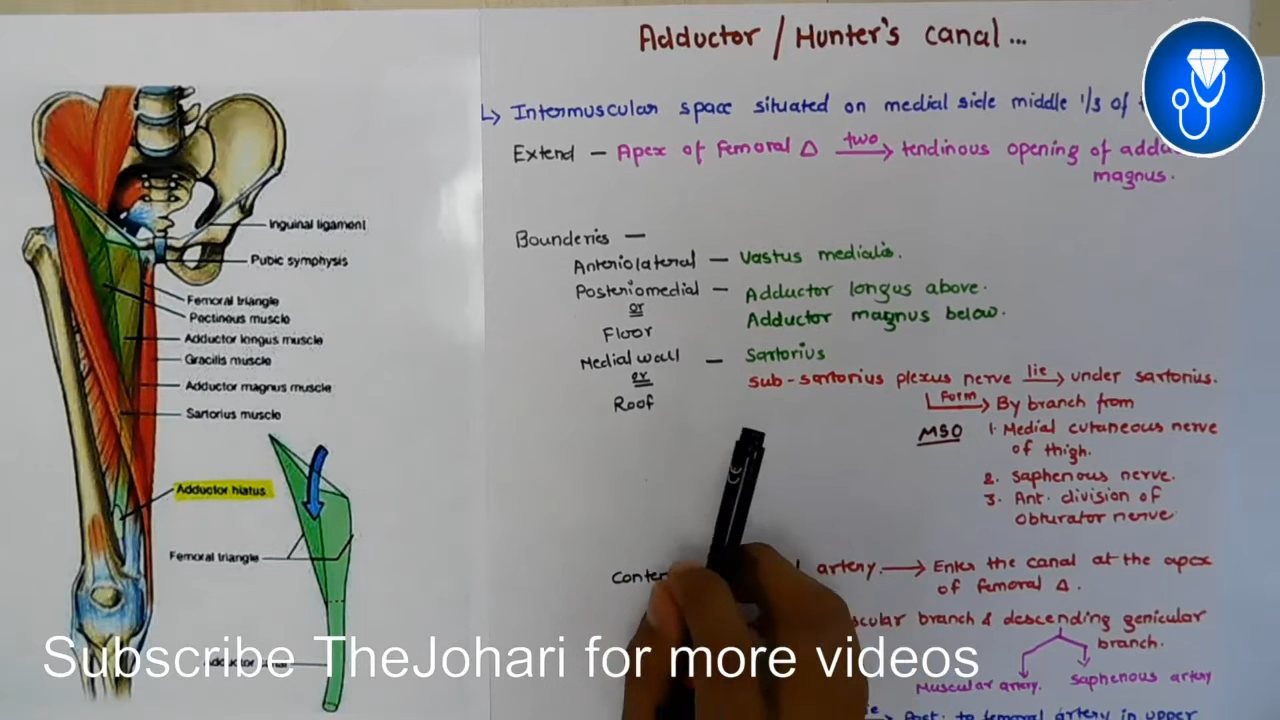 Adductor / Hunter's canal...
↳ Intermuscular space situated on medial side middle 1/3 of
Extend - Apex of femoral Δ two → tendinous opening of
magnus.
Bounderies —
Anteriolateral — Vastus medialis.
Posteriomedial — Adductor longus above.
or
Floor
Adductor magnus below.
Medial wall — Sartorius
or
Roof
sub-sartorius plexus nerve lie → under sartorius.
Form → By branch from
MSO 1. Medial cutaneous nerve
of thigh.
2. Saphenous nerve.
3. Ant. division of
obturator nerve
artery. → Enter the canal at the apex
of femoral Δ.
branch & descending genicular
branch.
Muscular artery. Saphenous artery
Post. to femoral artery in upper
Inguinal ligament
Pubic symphysis
Femoral triangle
Pectineus muscle
Adductor longus muscle
Gracilis muscle
Adductor magnus muscle
Sartorius muscle
Adductor hiatus
Femoral triangle
Subscribe TheJohari for more videos